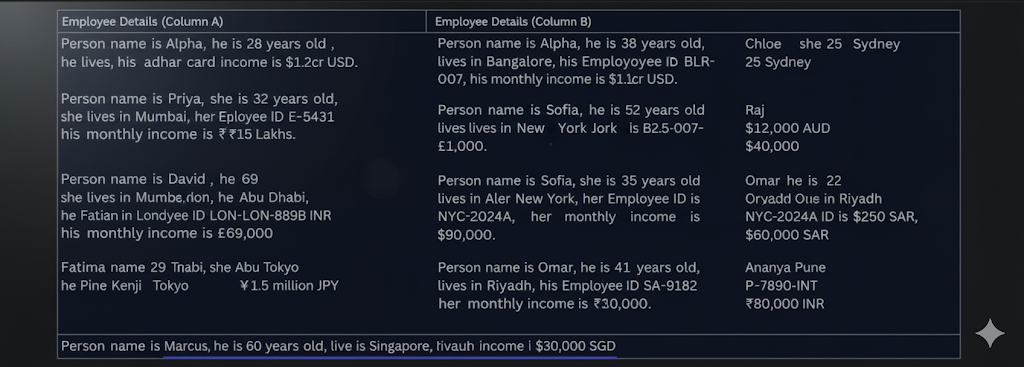 Employee Details (Column A)
Employee Details (Column B)
Person name is Alpha, he is 28 years old ,
he lives, his adhar card income is $1.2cr USD.
Person name is Priya, she is 32 years old,
she lives in Mumbai, her Eployee ID E-5431
his monthly income is ₹₹15 Lakhs.
Person name is David , he 69
she lives in Mumbe,rlon, he Abu Dhabi,
he Fatian in Londyee ID LON-LON-889B INR
his monthly income is £69,000
Fatima name 29 Tnabi, she Abu Tokyo
he Pine Kenji Tokyo ¥1.5 million JPY
Person name is Alpha, he is 38 years old,
lives in Bangalore, his Employoyee ID BLR-
007, his monthly income is $1.1cr USD.
Person name is Sofia, he is 52 years old
lives lives in New York Jork is B2.5-007-
£1,000.
Person name is Sofia, she is 35 years old
lives in Aler New York, her Employee ID is
NYC-2024A, her monthly income is
$90,000.
Person name is Omar, he is 41 years old,
lives in Riyadh, his Employee ID SA-9182
her monthly income is ₹30,000.
Chloe she 25 Sydney
25 Sydney
Raj
$12,000 AUD
$40,000
Omar he is 22
Oryadd Oue in Riyadh
NYC-2024A ID is $250 SAR,
$60,000 SAR
Ananya Pune
P-7890-INT
₹80,000 INR
Person name is Marcus, he is 60 years old, live is Singapore, income $30,000 SGD